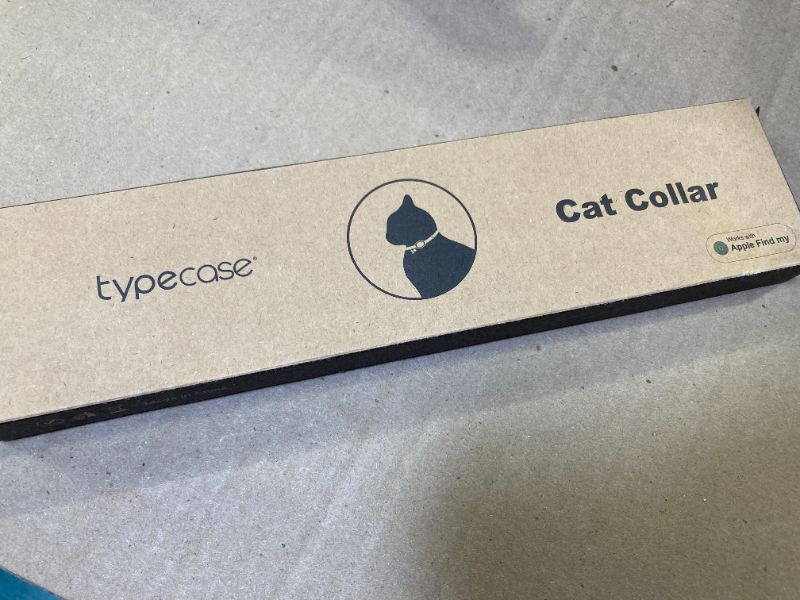 typecase®
Cat Collar
Works with
Apple Find my